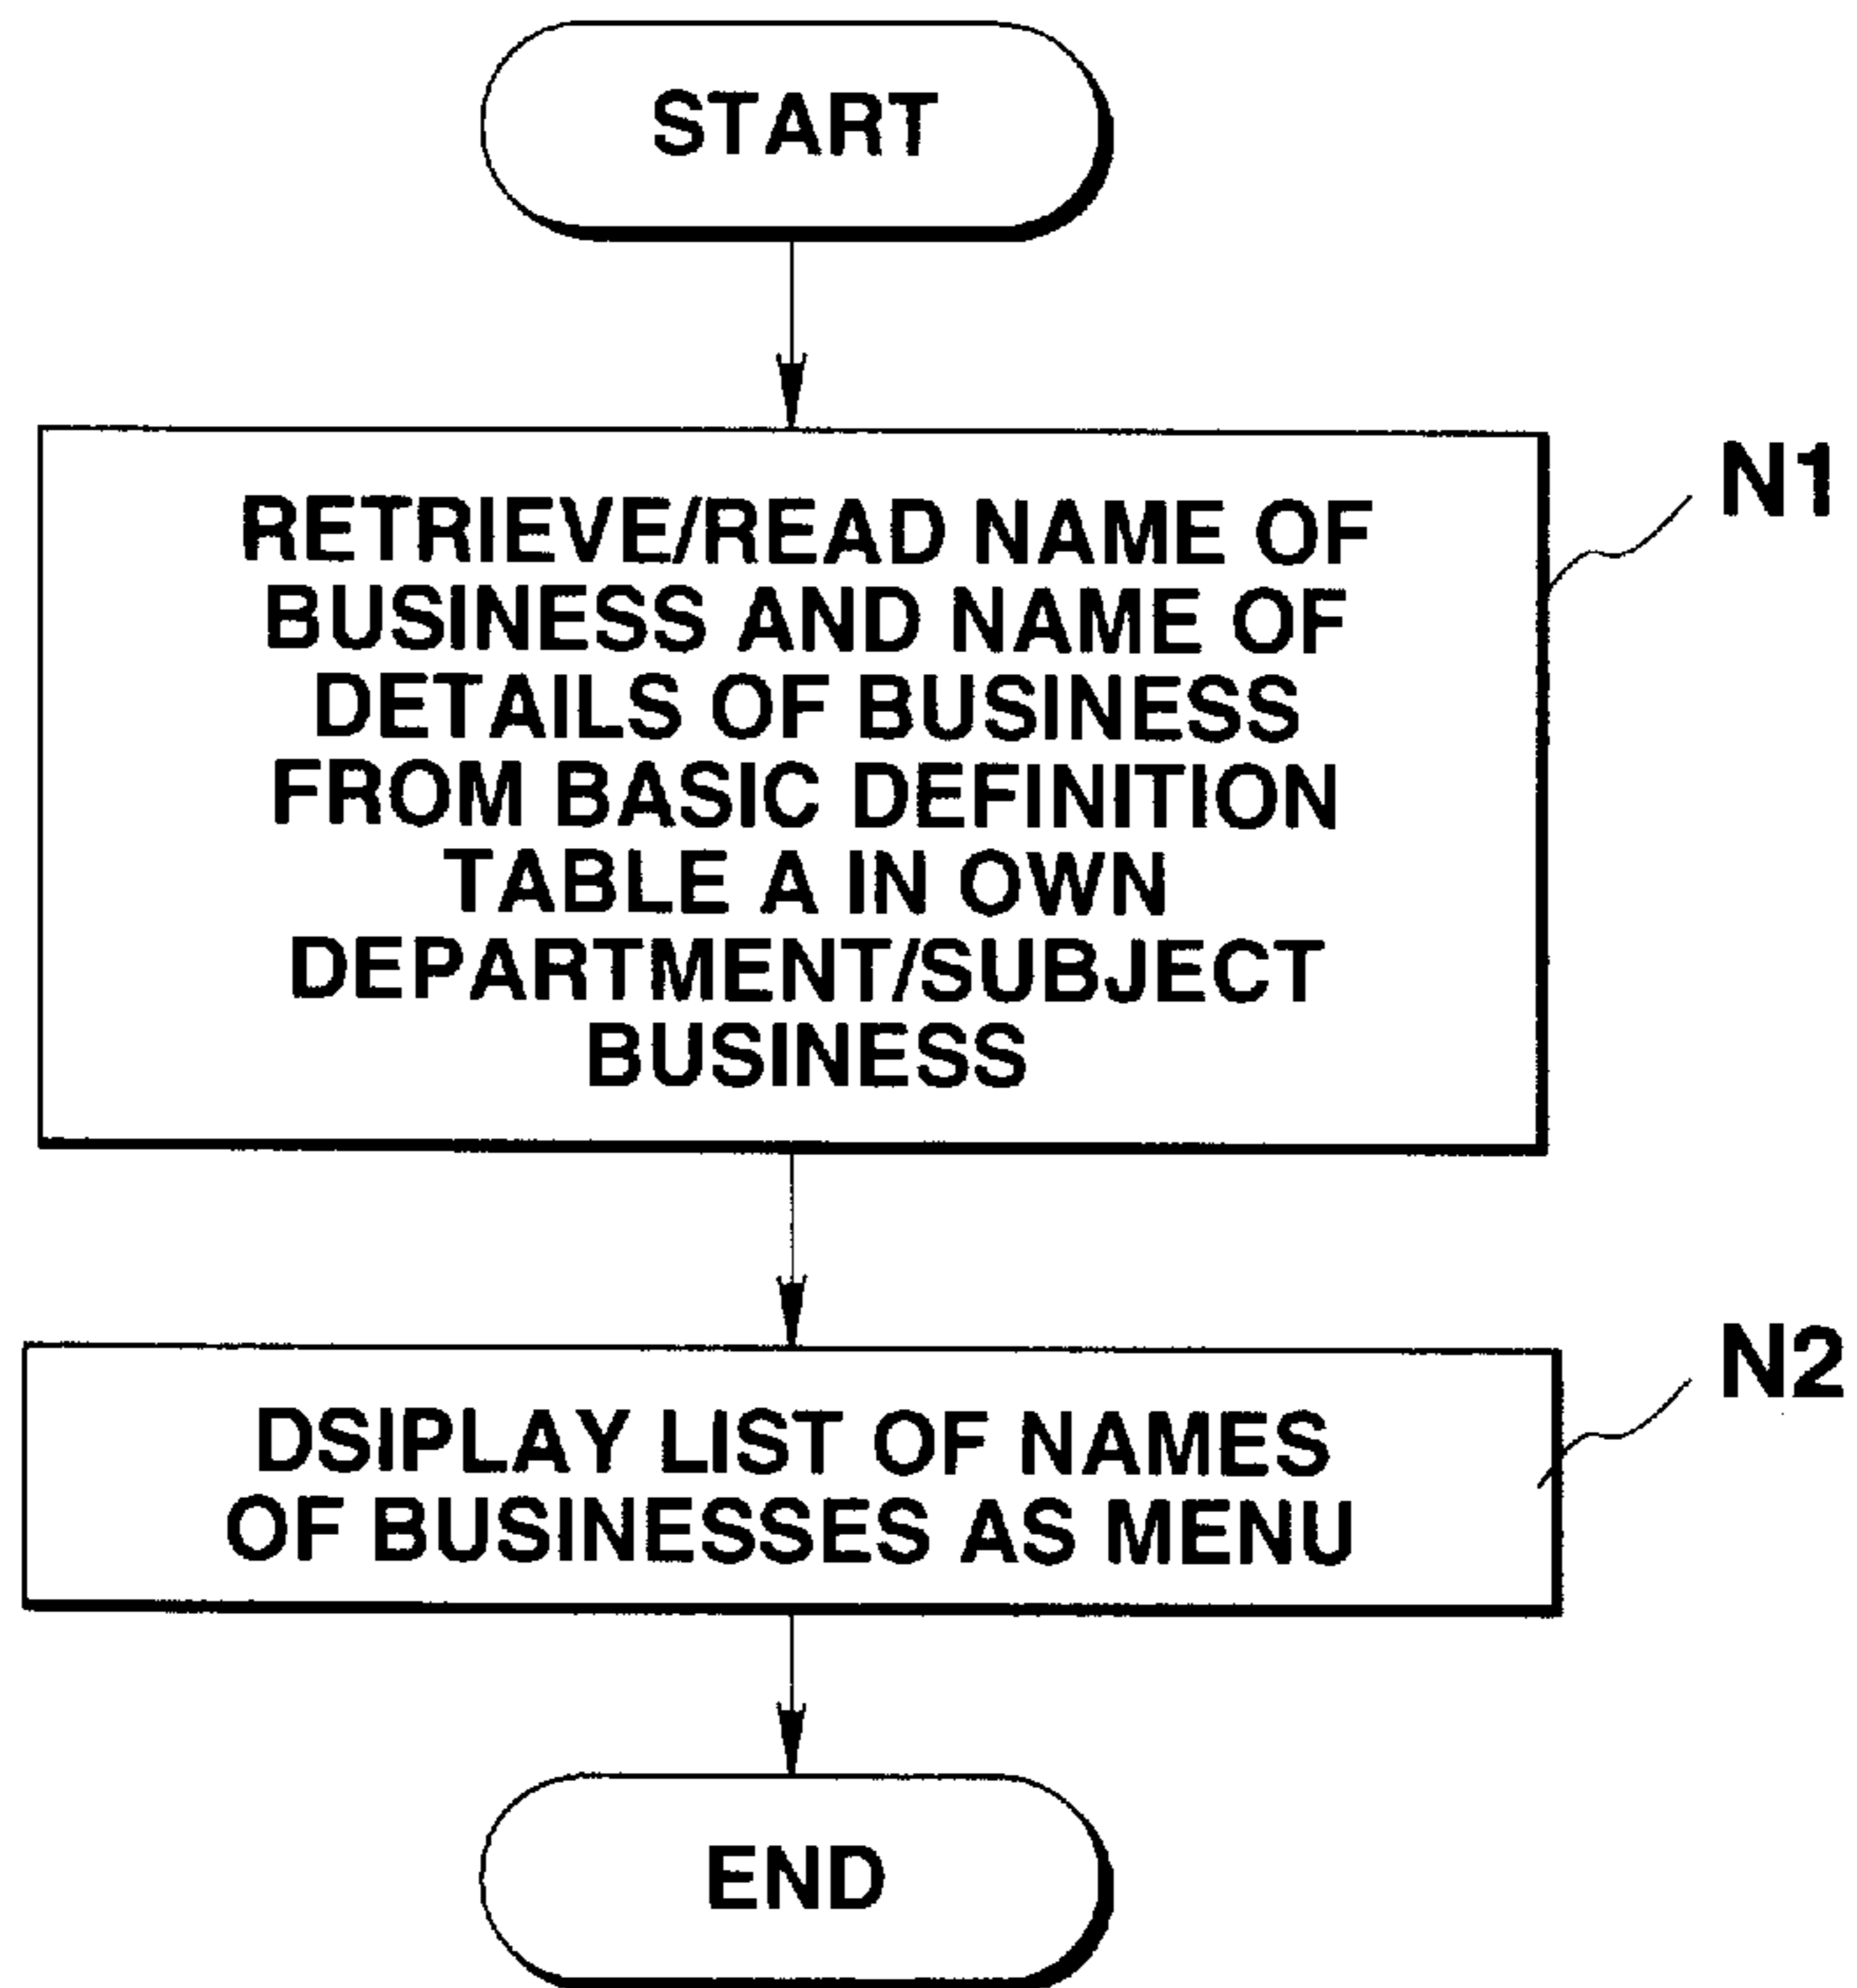 START
N1
RETRIEVE/READ NAME OF
BUSINESS AND NAME OF
DETAILS OF BUSINESS
FROM BASIC DEFINITION
TABLE A IN OWN
DEPARTMENT/SUBJECT
BUSINESS
N2
DSIPLAY LIST OF NAMES
OF BUSINESSES AS MENU
END